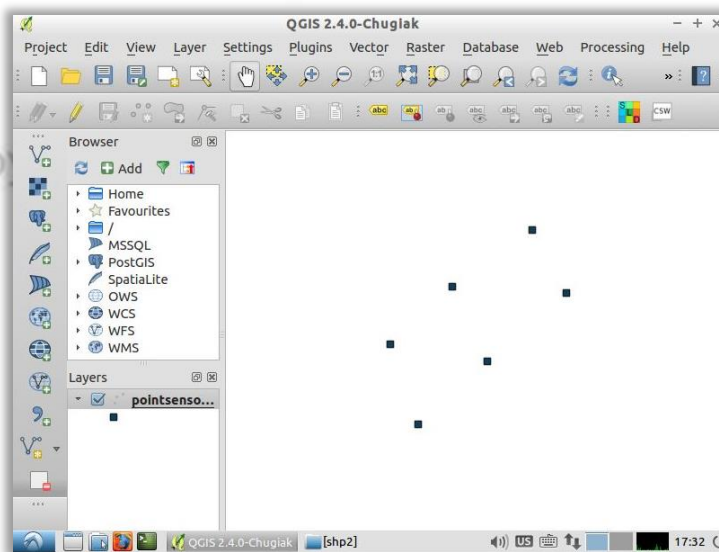 QGIS 2.4.0-Chugiak
Project Edit View Layer Settings Plugins Vector Raster Database Web Processing Help
1:1 » ?
abc CSW
Browser
Add
Home
Favourites
/
MSSQL
PostGIS
SpatiaLite
OWS
WCS
WFS
WMS
Layers
pointsenso...
QGIS 2.4.0-Chugiak [shp2] US 17:32